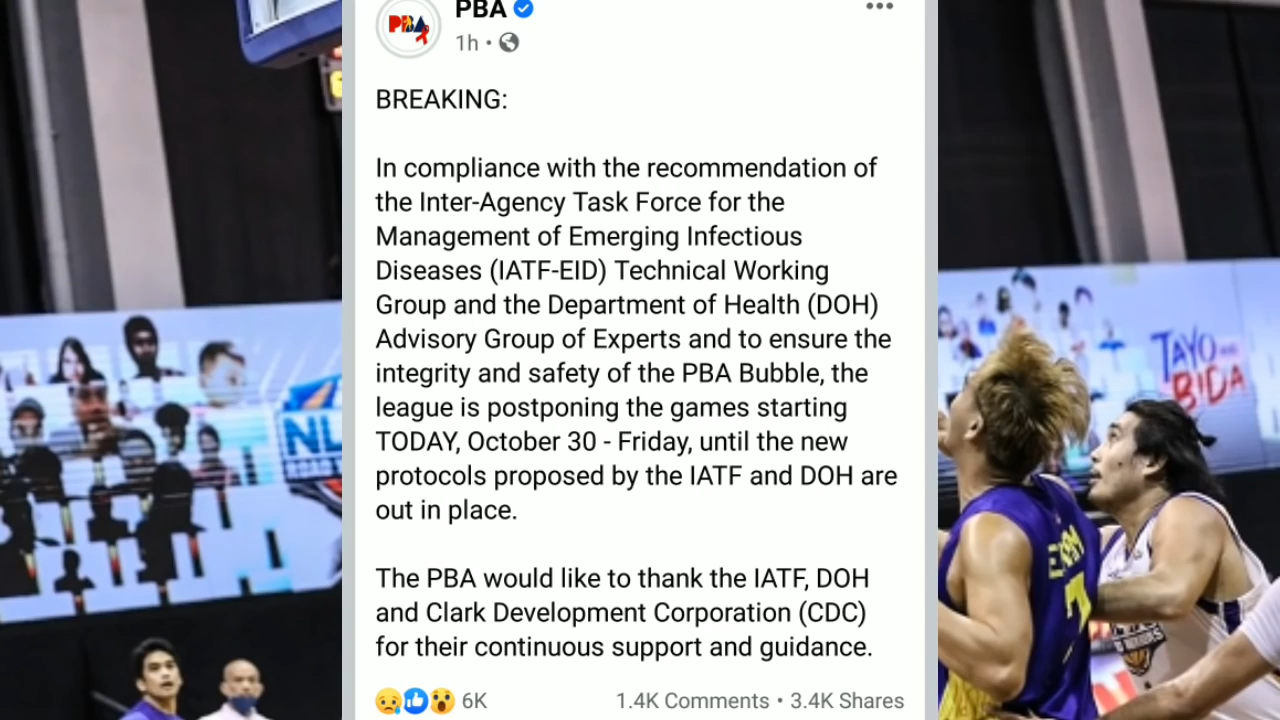 PBA
PBA
1h
BREAKING:
In compliance with the recommendation of
the Inter-Agency Task Force for the
Management of Emerging Infectious
Diseases (IATF-EID) Technical Working
Group and the Department of Health (DOH)
Advisory Group of Experts and to ensure the
integrity and safety of the PBA Bubble, the
league is postponing the games starting
TODAY, October 30 - Friday, until the new
protocols proposed by the IATF and DOH are
out in place.
The PBA would like to thank the IATF, DOH
and Clark Development Corporation (CDC)
for their continuous support and guidance.
6K
1.4K Comments • 3.4K Shares
NL
TAYO
BIDA
7